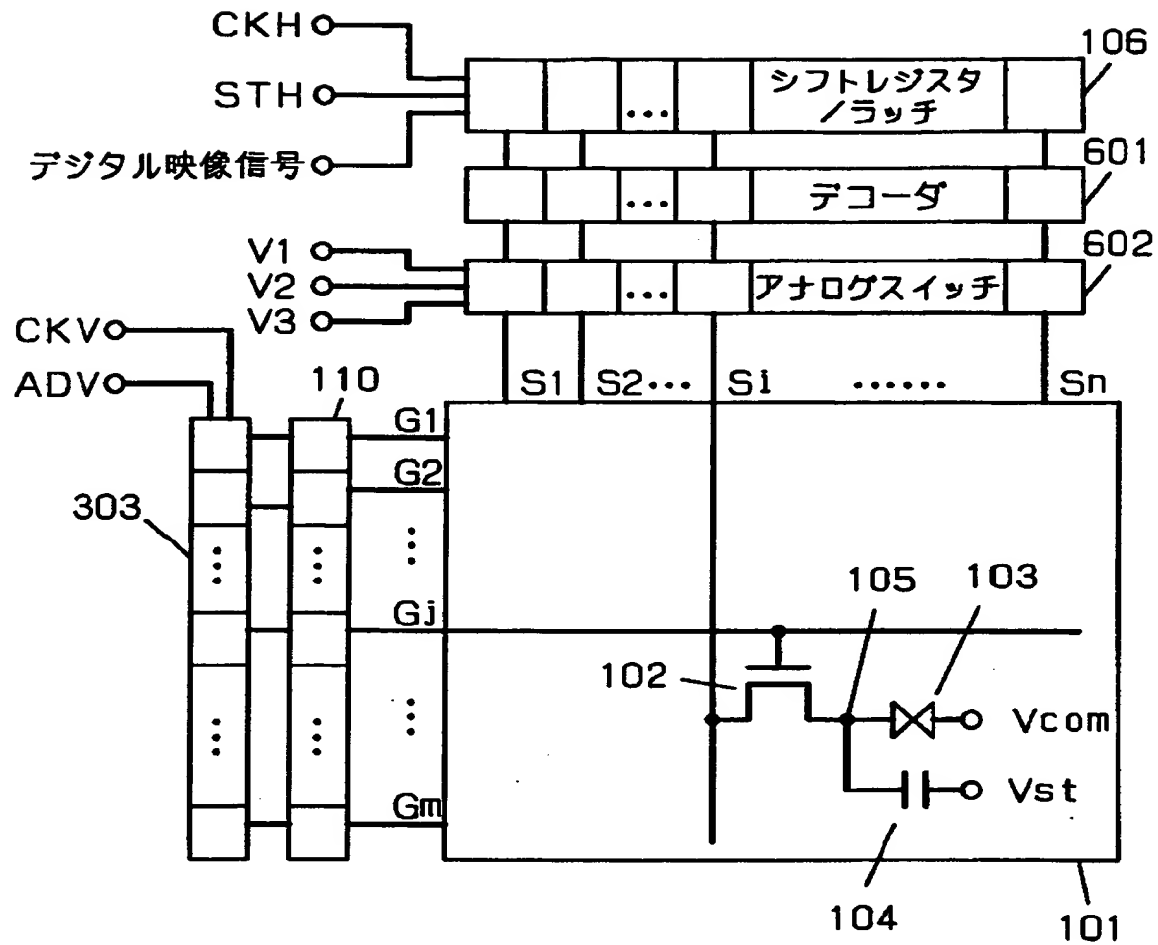 CKH
106
STH
シフトレジスタ
/ラッチ
...
デジタル映像信号
601
デコーダ
...
V1
602
V2
アナログスイッチ
...
V3
CKV
ADV
110
S1
S2...
Si
......
Sn
G1
G2
303
...
...
...
Gj
105
103
102
Vcom
...
...
...
Vst
Gm
104
101